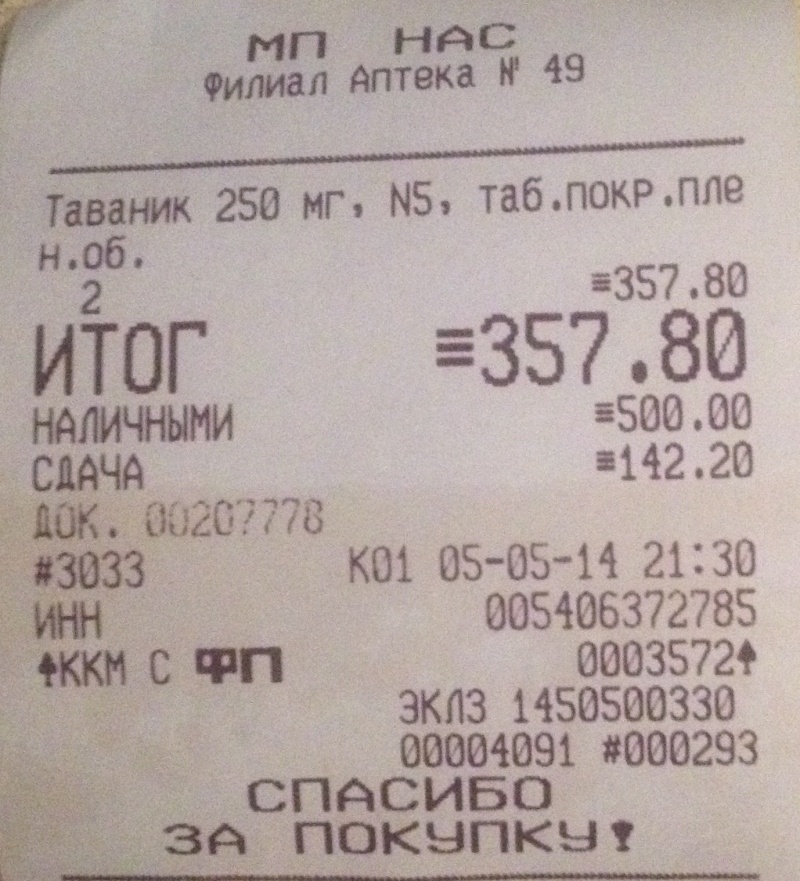 МП НАС
Филиал Аптека № 49
Таваник 250 мг, N5, таб.покр.пле
н.об.
2 ≡357.80
ИТОГ ≡357.80
НАЛИЧНЫМИ ≡500.00
СДАЧА ≡142.20
ДОК. 00207778
#3033 К01 05-05-14 21:30
ИНН 005406372785
ККМ С ФП 0003572
ЭКЛЗ 1450500330
00004091 #000293
СПАСИБО
ЗА ПОКУПКУ!